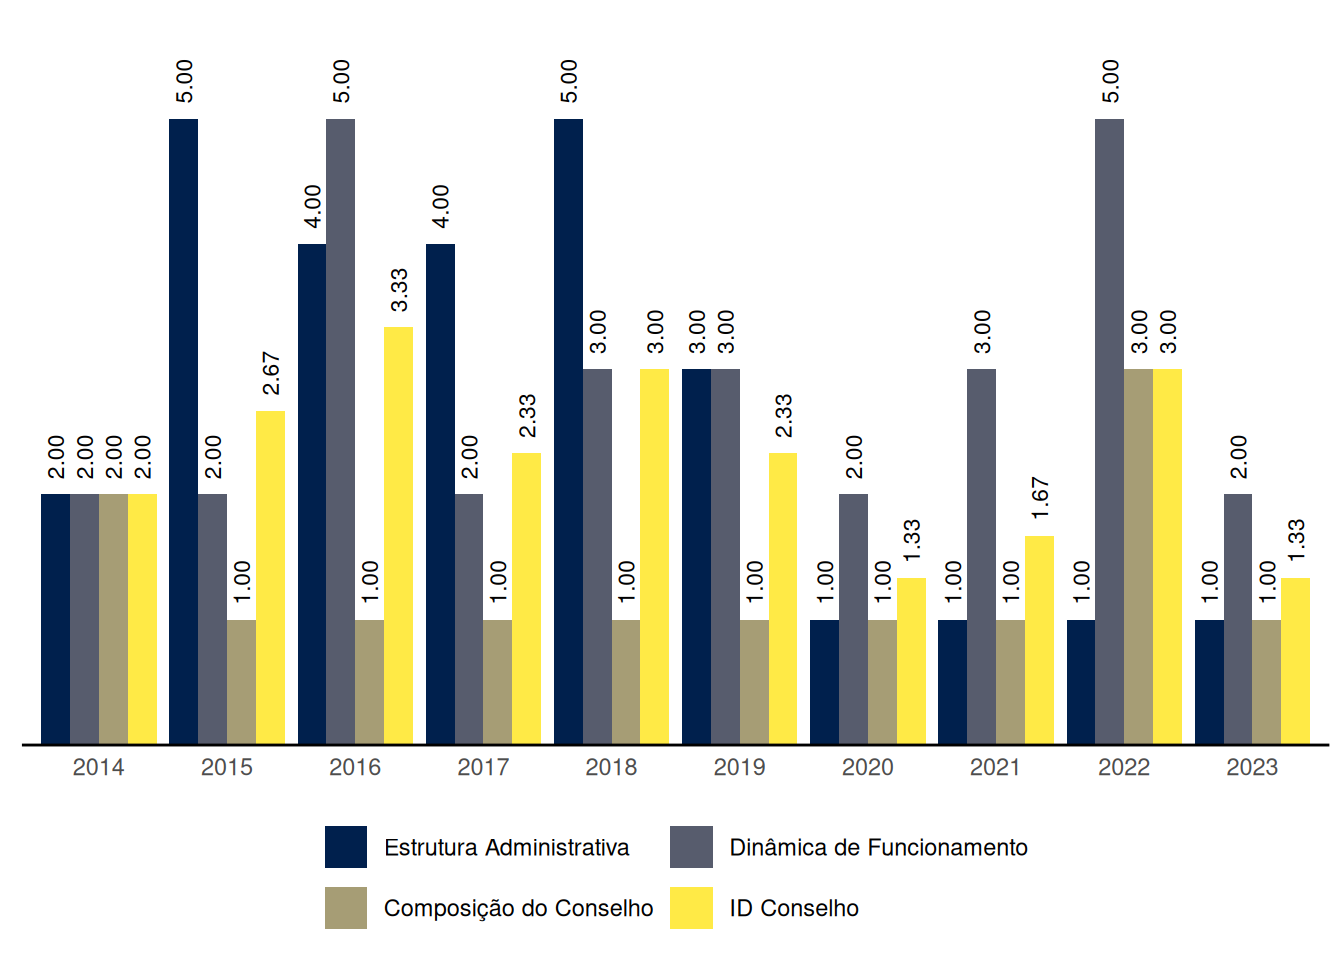 2.00 2.00 2.00 2.00
5.00 2.00 1.00 2.67
4.00 5.00 1.00 3.33
4.00 2.00 1.00 2.33
5.00 3.00 1.00 3.00
3.00 3.00 1.00 2.33
1.00 2.00 1.00 1.33
1.00 3.00 1.00 1.67
1.00 5.00 3.00 3.00
1.00 2.00 1.00 1.33
2014 2015 2016 2017 2018 2019 2020 2021 2022 2023
Estrutura Administrativa Dinâmica de Funcionamento
Composição do Conselho ID Conselho